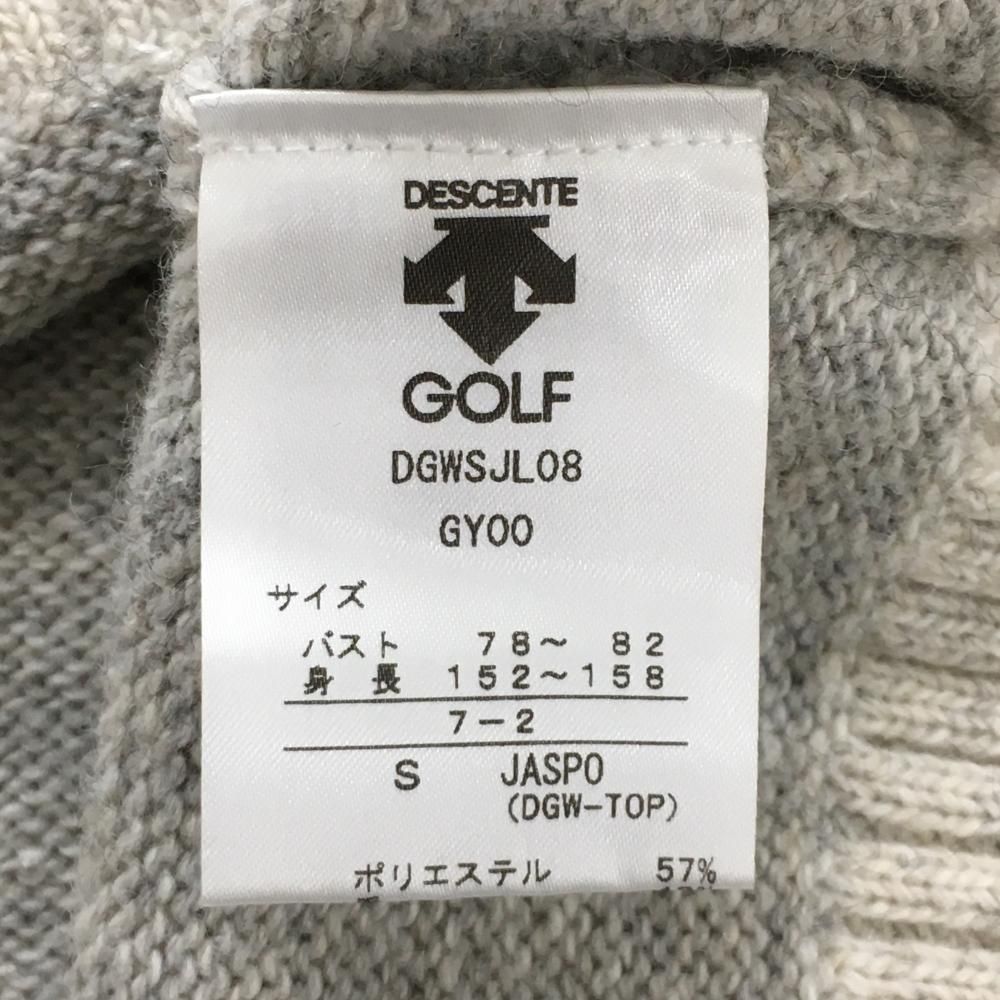 DESCENTE
GOLF
DGWSJL08
GY00
サイズ
バスト 78～ 82
身長 152～158
7-2
S JASPO
(DGW-TOP)
ポリエステル 57%